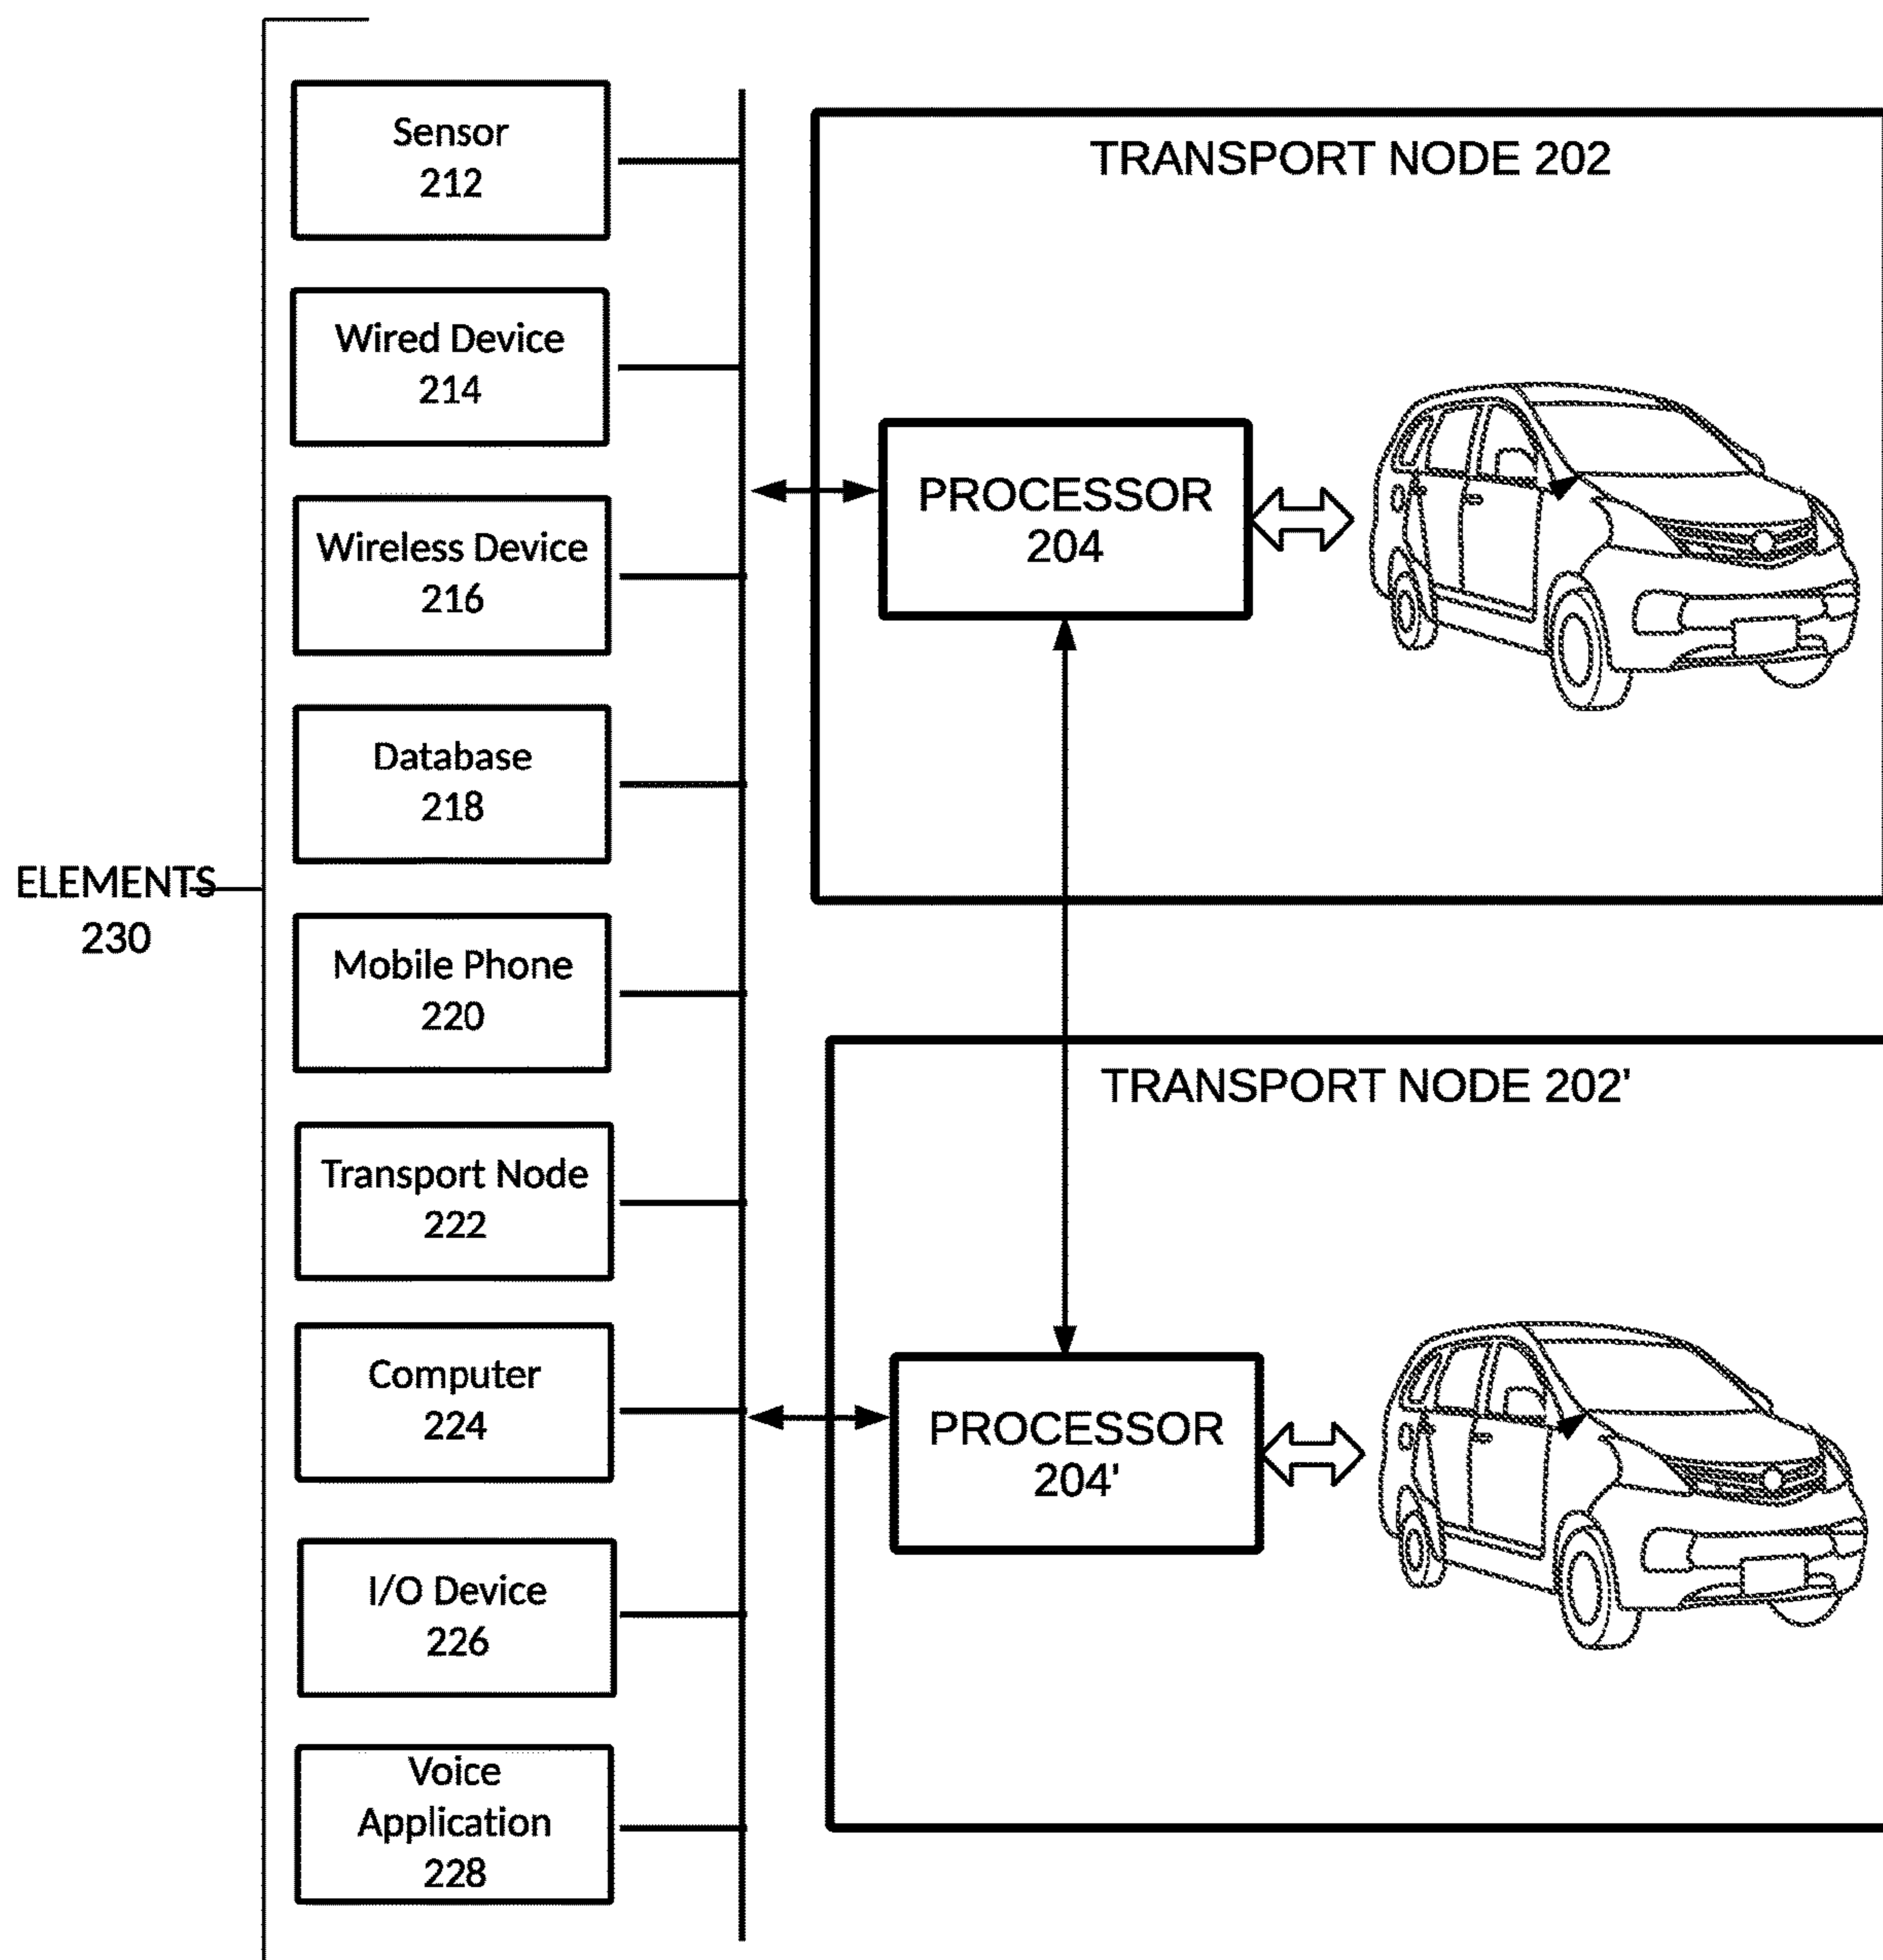 Sensor
212
Wired Device
214
Wireless Device
216
Database
218
ELEMENTS
230
Mobile Phone
220
Transport Node
222
Computer
224
I/O Device
226
Voice
Application
228
TRANSPORT NODE 202
PROCESSOR
204
TRANSPORT NODE 202'
PROCESSOR
204'